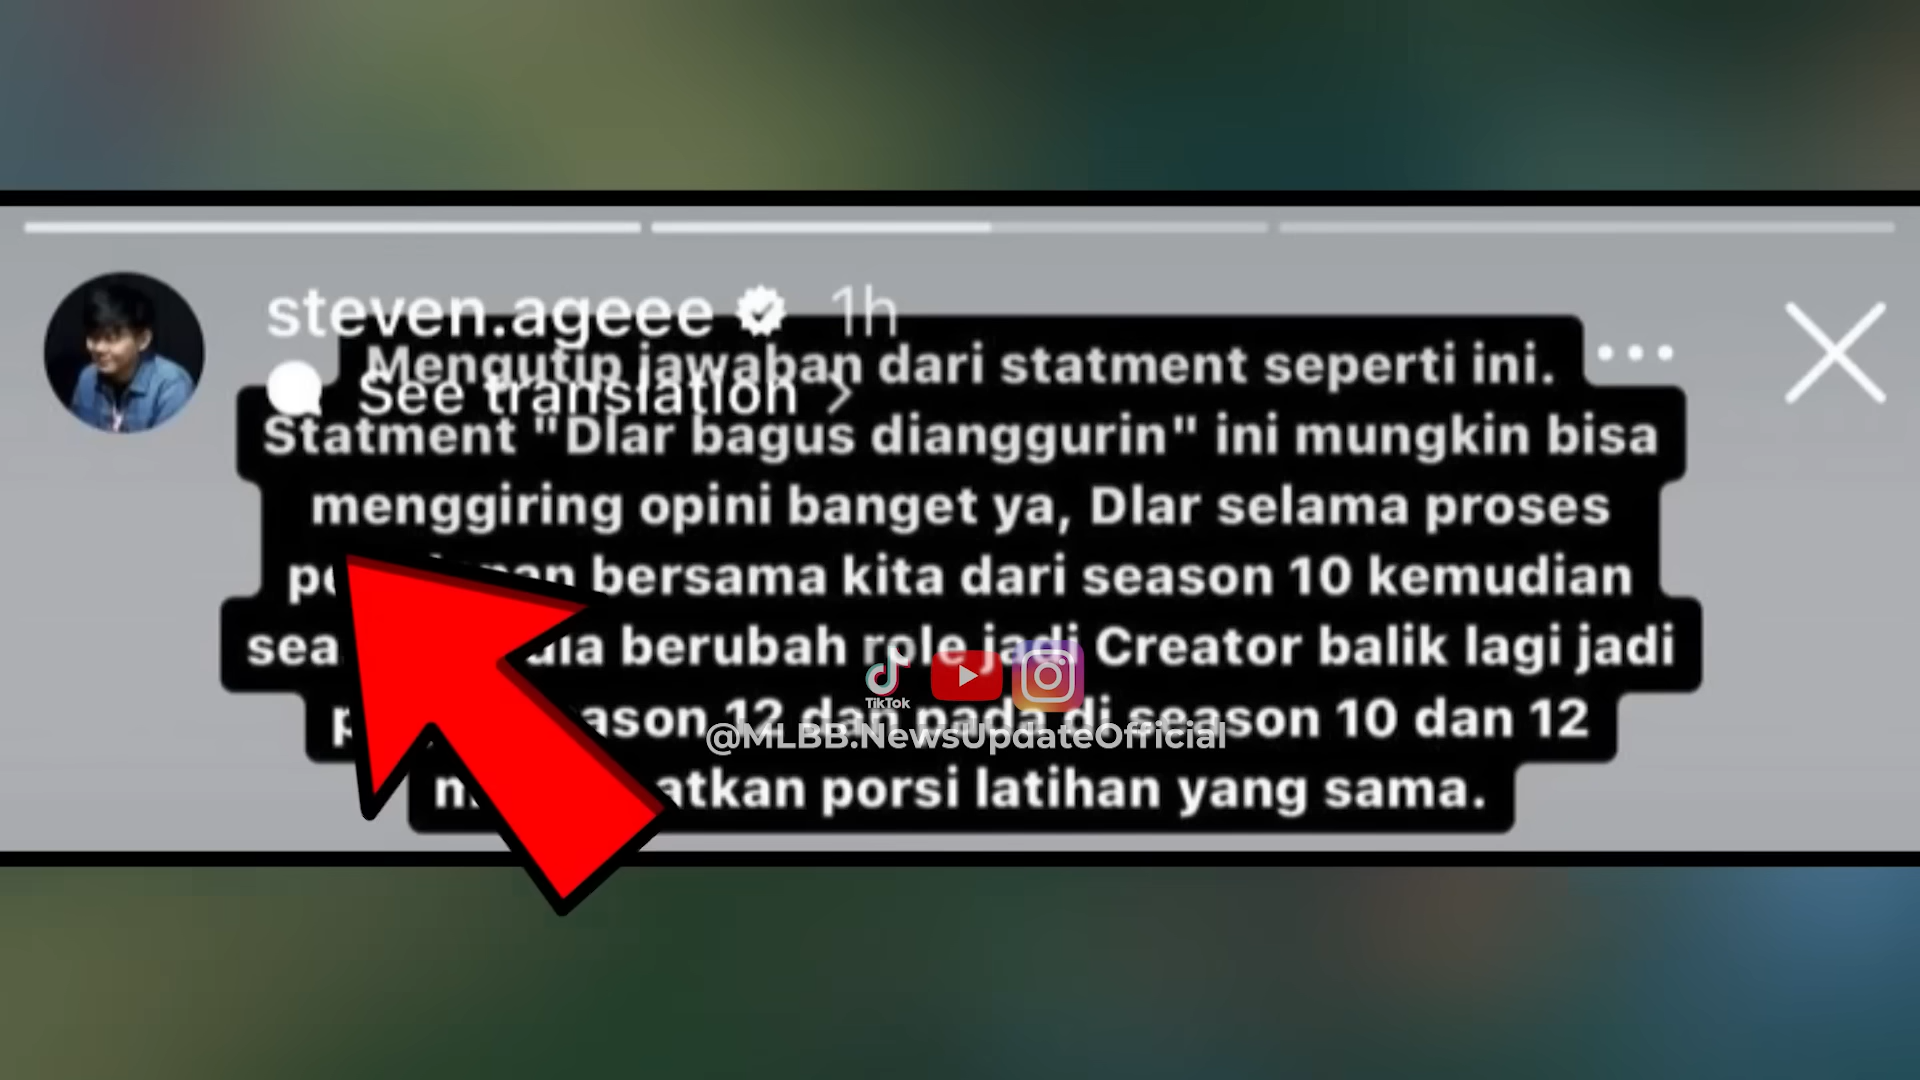 steven.ageee 1h
See translation >
Mengutip jawaban dari statment seperti ini.
Statment "Dlar bagus dianggurin" ini mungkin bisa
menggiring opini banget ya, Dlar selama proses
bersama kita dari season 10 kemudian
dia berubah role jadi Creator balik lagi jadi
season 12 dan pada di season 10 dan 12
porsi latihan yang sama.
TikTok
@MLBB.NewsUpdateOfficial